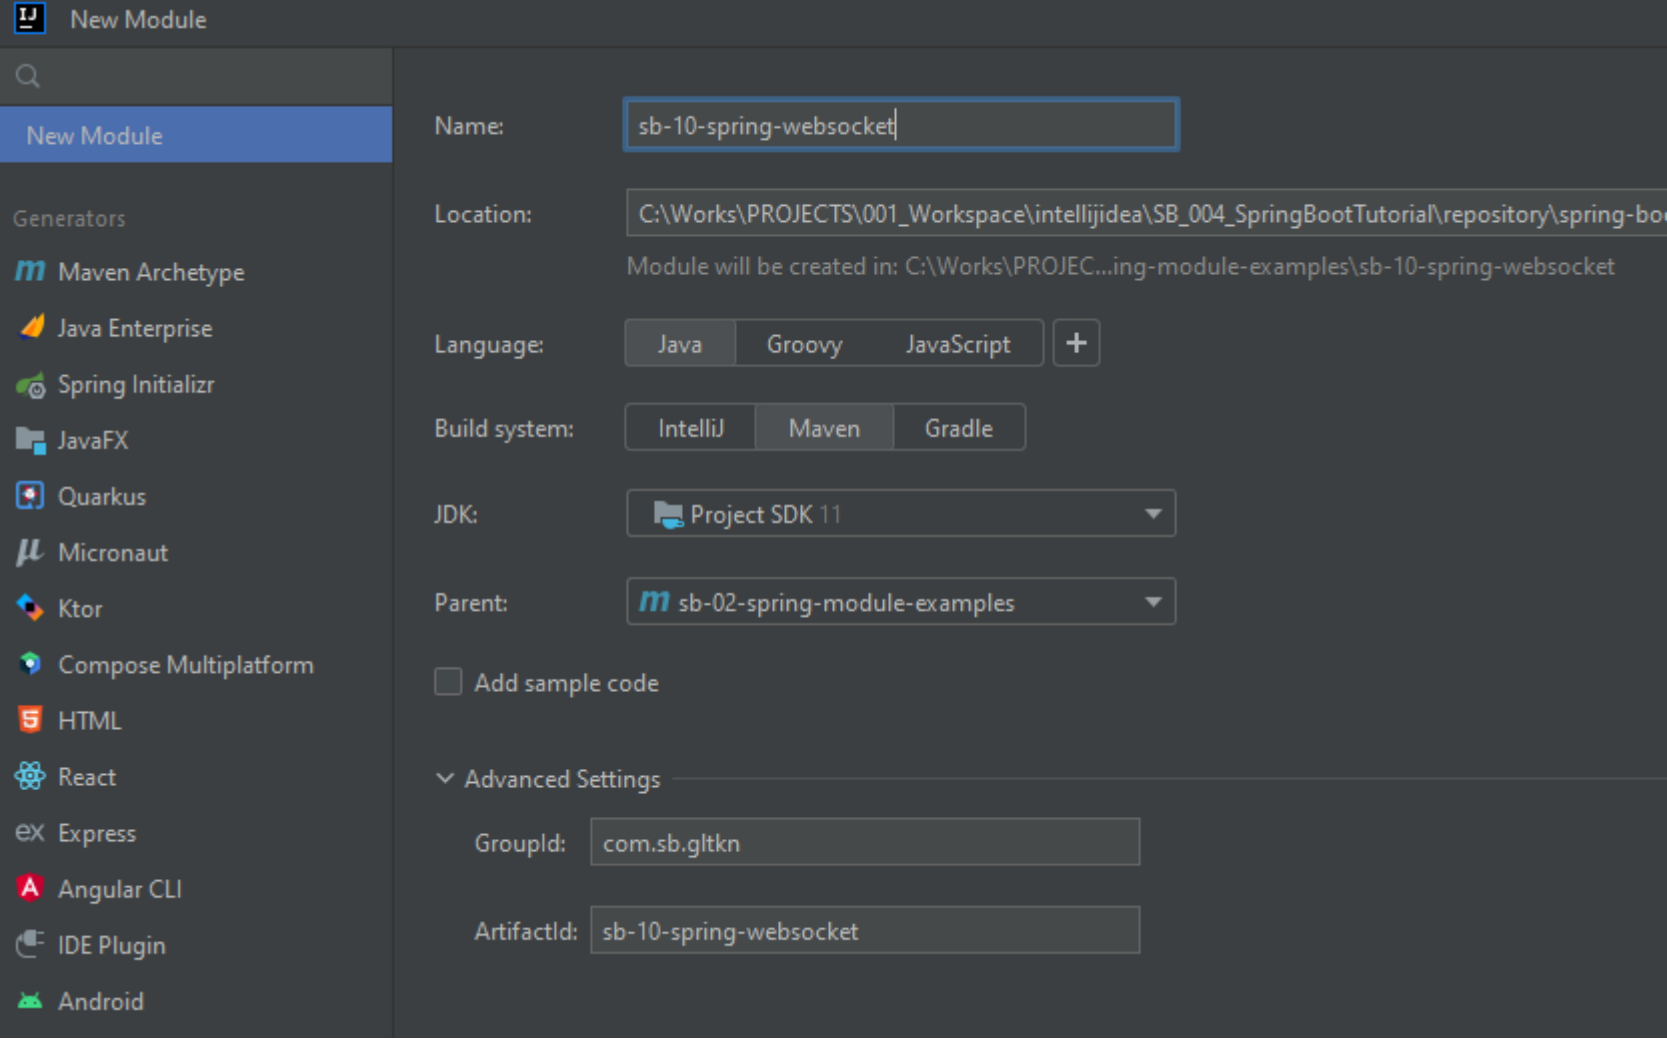 New Module
New Module
Generators
Maven Archetype
Java Enterprise
Spring Initializr
JavaFX
Quarkus
Micronaut
Ktor
Compose Multiplatform
HTML
React
ex Express
Angular CLI
IDE Plugin
Android
Name: sb-10-spring-websocket
Location: C:\Works\PROJECTS\001_Workspace\intellijidea\SB_004_SpringBootTutorial\repository\spring-boo
Module will be created in: C:\Works\PROJEC...ing-module-examples\sb-10-spring-websocket
Language: Java Groovy JavaScript +
Build system: IntelliJ Maven Gradle
JDK: Project SDK 11
Parent: sb-02-spring-module-examples
Add sample code
Advanced Settings
GroupId: com.sb.gltkn
ArtifactId: sb-10-spring-websocket